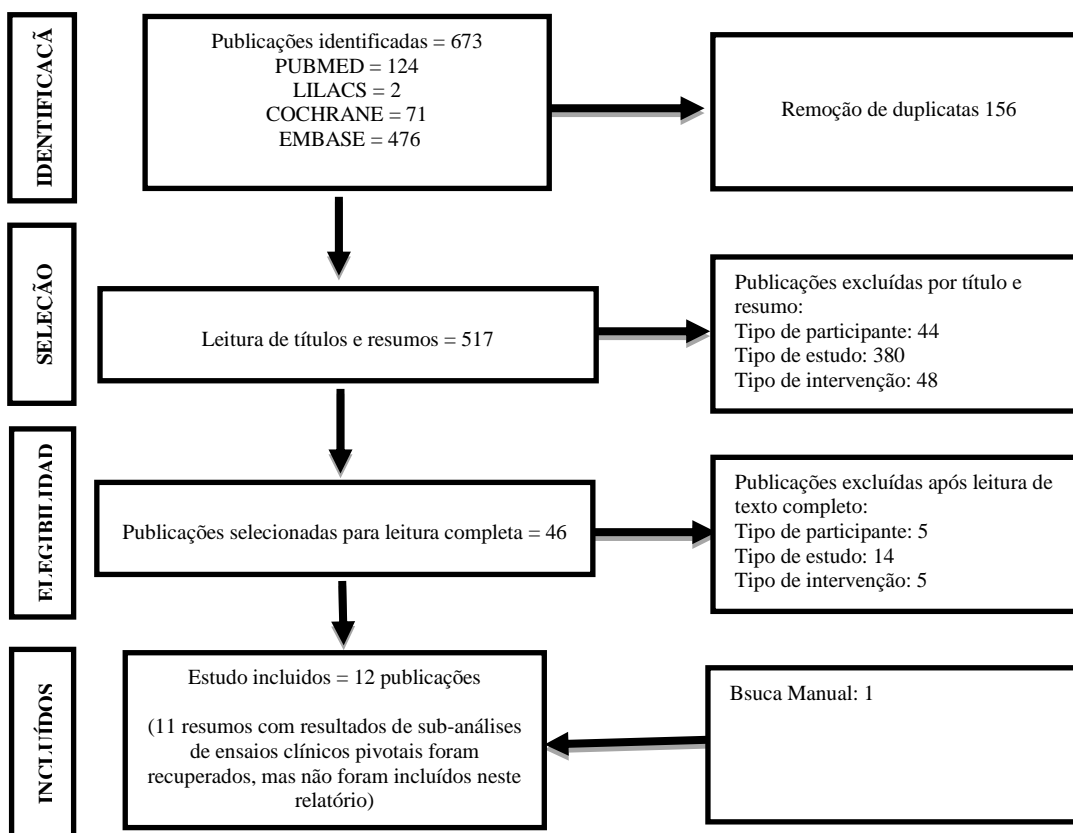 IDENTIFICAÇÃ
Publicações identificadas = 673
PUBMED = 124
LILACS = 2
COCHRANE = 71
EMBASE = 476
Remoção de duplicatas 156
SELEÇÃO
Leitura de títulos e resumos = 517
Publicações excluídas por título e
resumo:
Tipo de participante: 44
Tipo de estudo: 380
Tipo de intervenção: 48
ELEGIBILIDAD
Publicações selecionadas para leitura completa = 46
Publicações excluídas após leitura de
texto completo:
Tipo de participante: 5
Tipo de estudo: 14
Tipo de intervenção: 5
INCLUÍDOS
Estudo incluidos = 12 publicações
(11 resumos com resultados de sub-análises
de ensaios clínicos pivotais foram
recuperados, mas não foram incluídos neste
relatório)
Bsuca Manual: 1